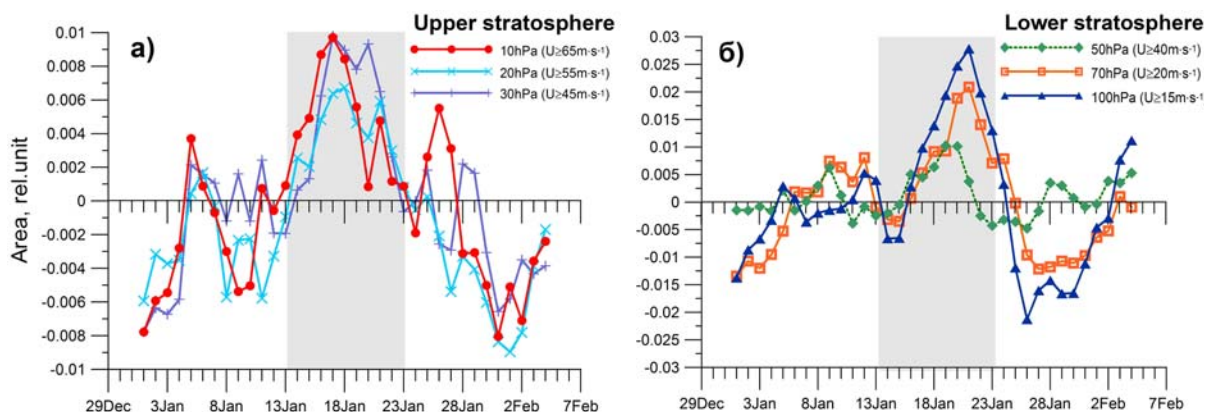 Upper stratosphere
а)
10hPa (U≥65m·s⁻¹)
20hPa (U≥55m·s⁻¹)
30hPa (U≥45m·s⁻¹)
Area, rel.unit
0.01
0.008
0.006
0.004
0.002
0
-0.002
-0.004
-0.006
-0.008
-0.01
29Dec 3Jan 8Jan 13Jan 18Jan 23Jan 28Jan 2Feb 7Feb
Lower stratosphere
б)
50hPa (U≥40m·s⁻¹)
70hPa (U≥20m·s⁻¹)
100hPa (U≥15m·s⁻¹
0.03
0.025
0.02
0.015
0.01
0.005
0
-0.005
-0.01
-0.015
-0.02
-0.025
-0.03
29Dec 3Jan 8Jan 13Jan 18Jan 23Jan 28Jan 2Feb 7Feb